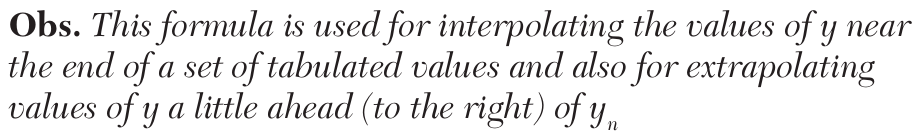 Obs. This formula is used for interpolating the values of y near
the end of a set of tabulated values and also for extrapolating
values of y a little ahead (to the right) of yₙ